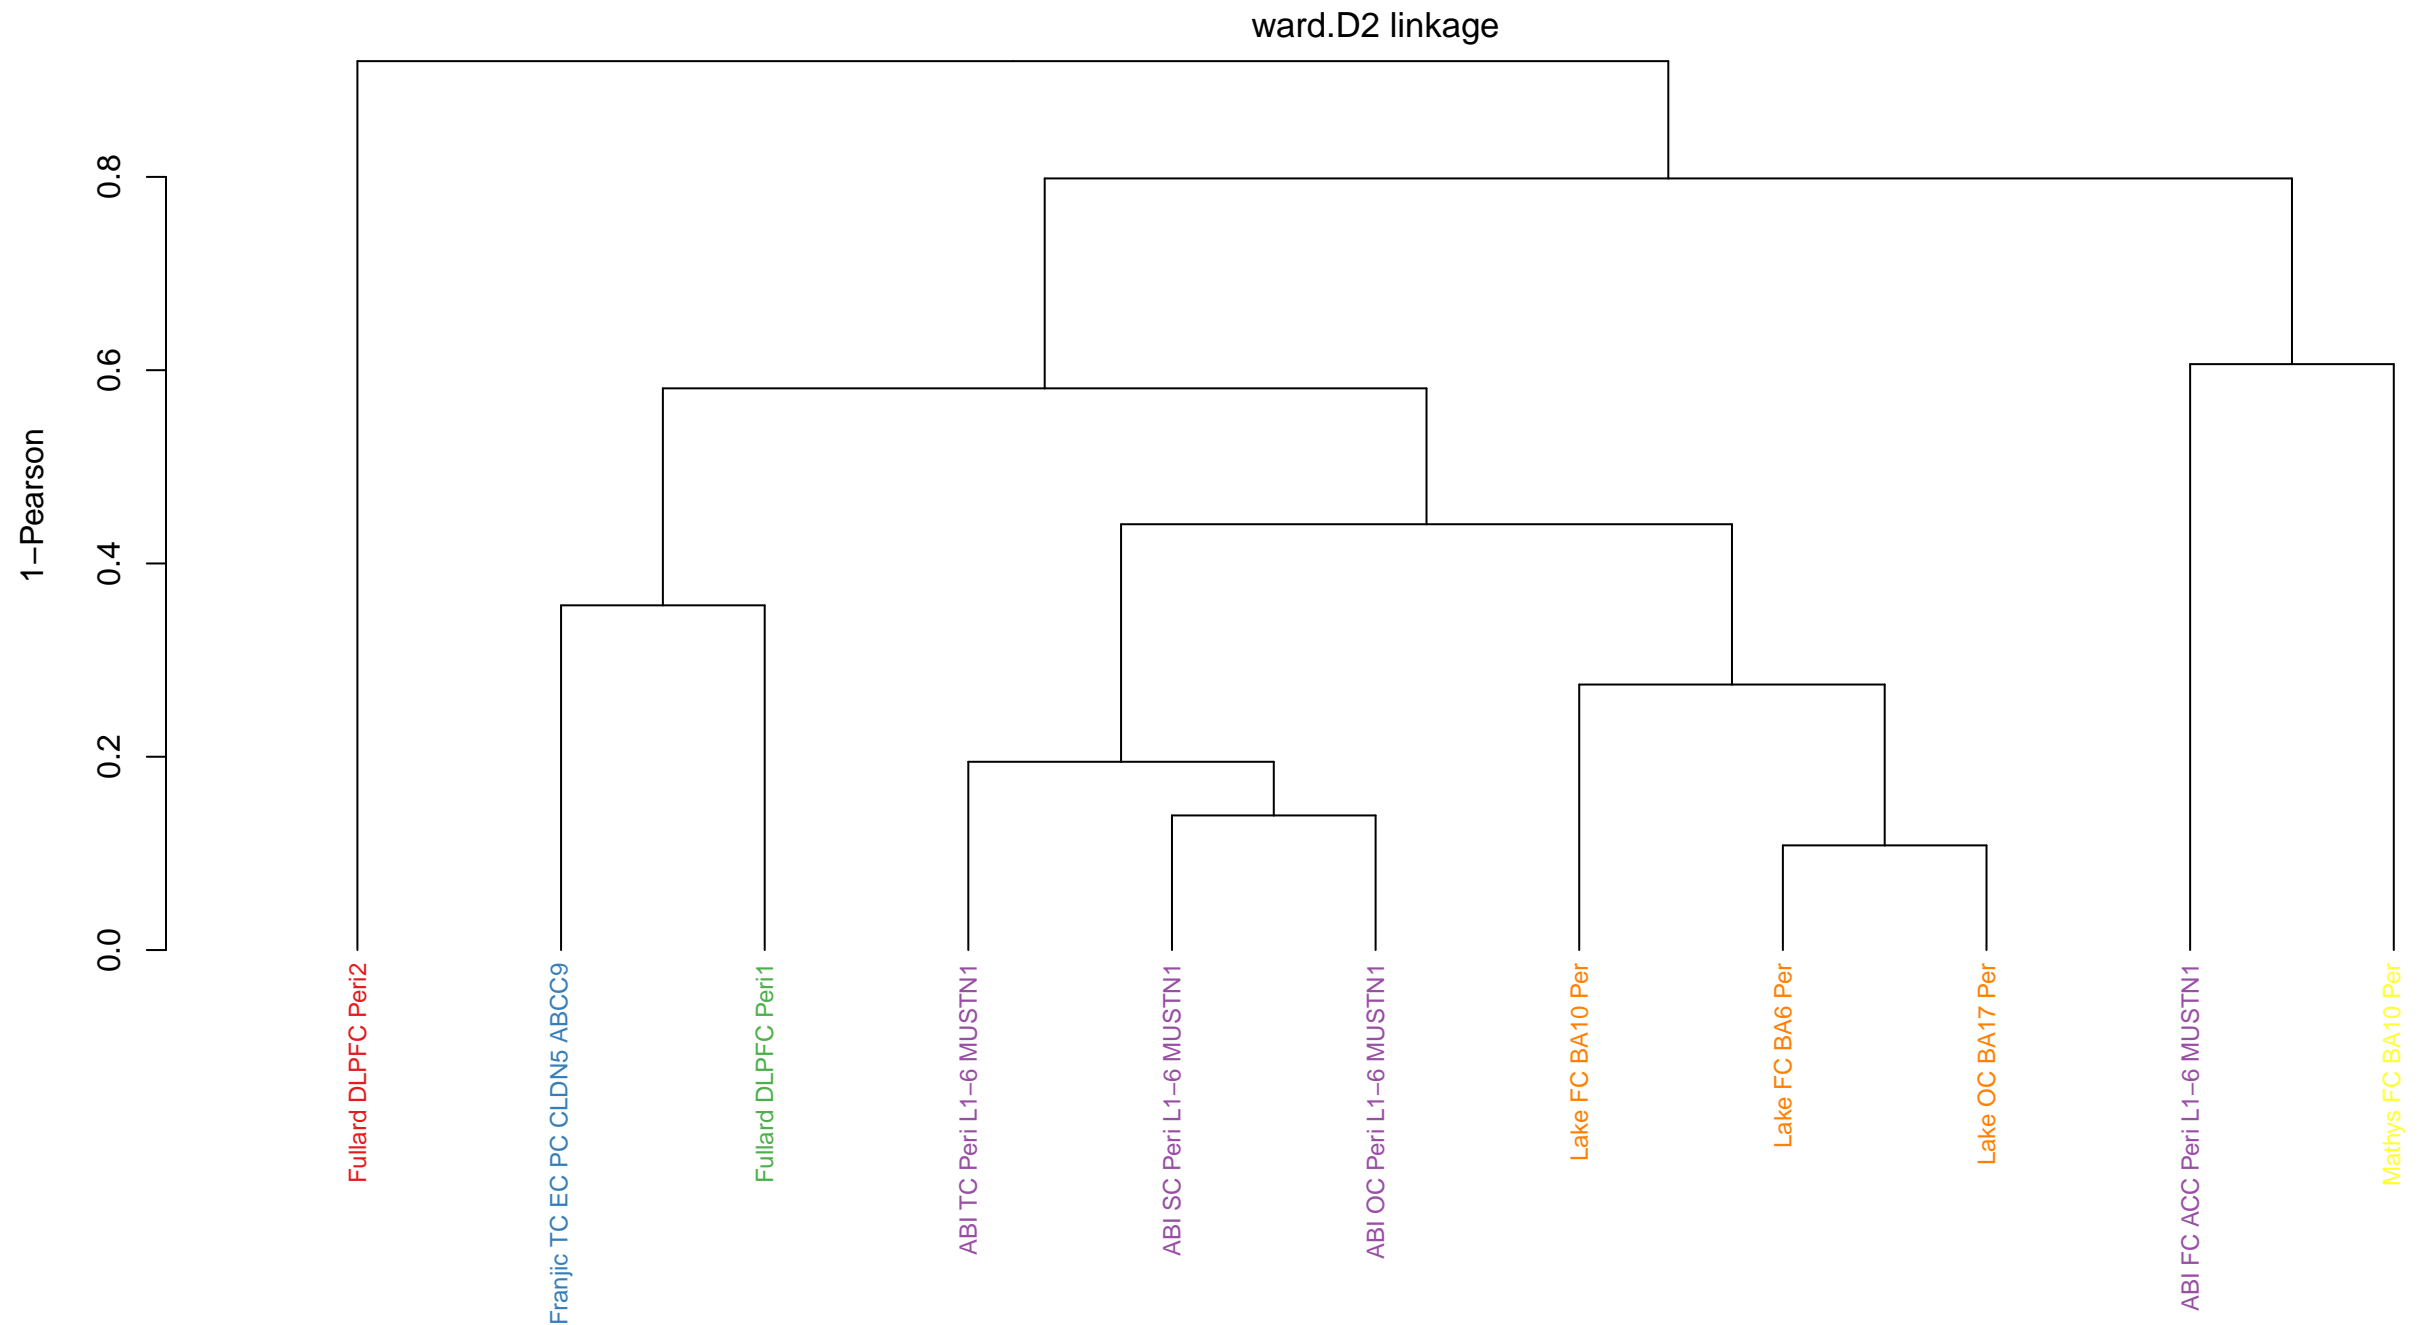 ward.D2 linkage
1−Pearson
0.8
0.6
0.4
0.2
0.0
Fullard DLPFC Peri2
Franjic TC EC PC CLDN5 ABCC9
Fullard DLPFC Peri1
ABI TC Peri L1−6 MUSTN1
ABI SC Peri L1−6 MUSTN1
ABI OC Peri L1−6 MUSTN1
Lake FC BA10 Per
Lake FC BA6 Per
Lake OC BA17 Per
ABI FC ACC Peri L1−6 MUSTN1
Mathys FC BA10 Per